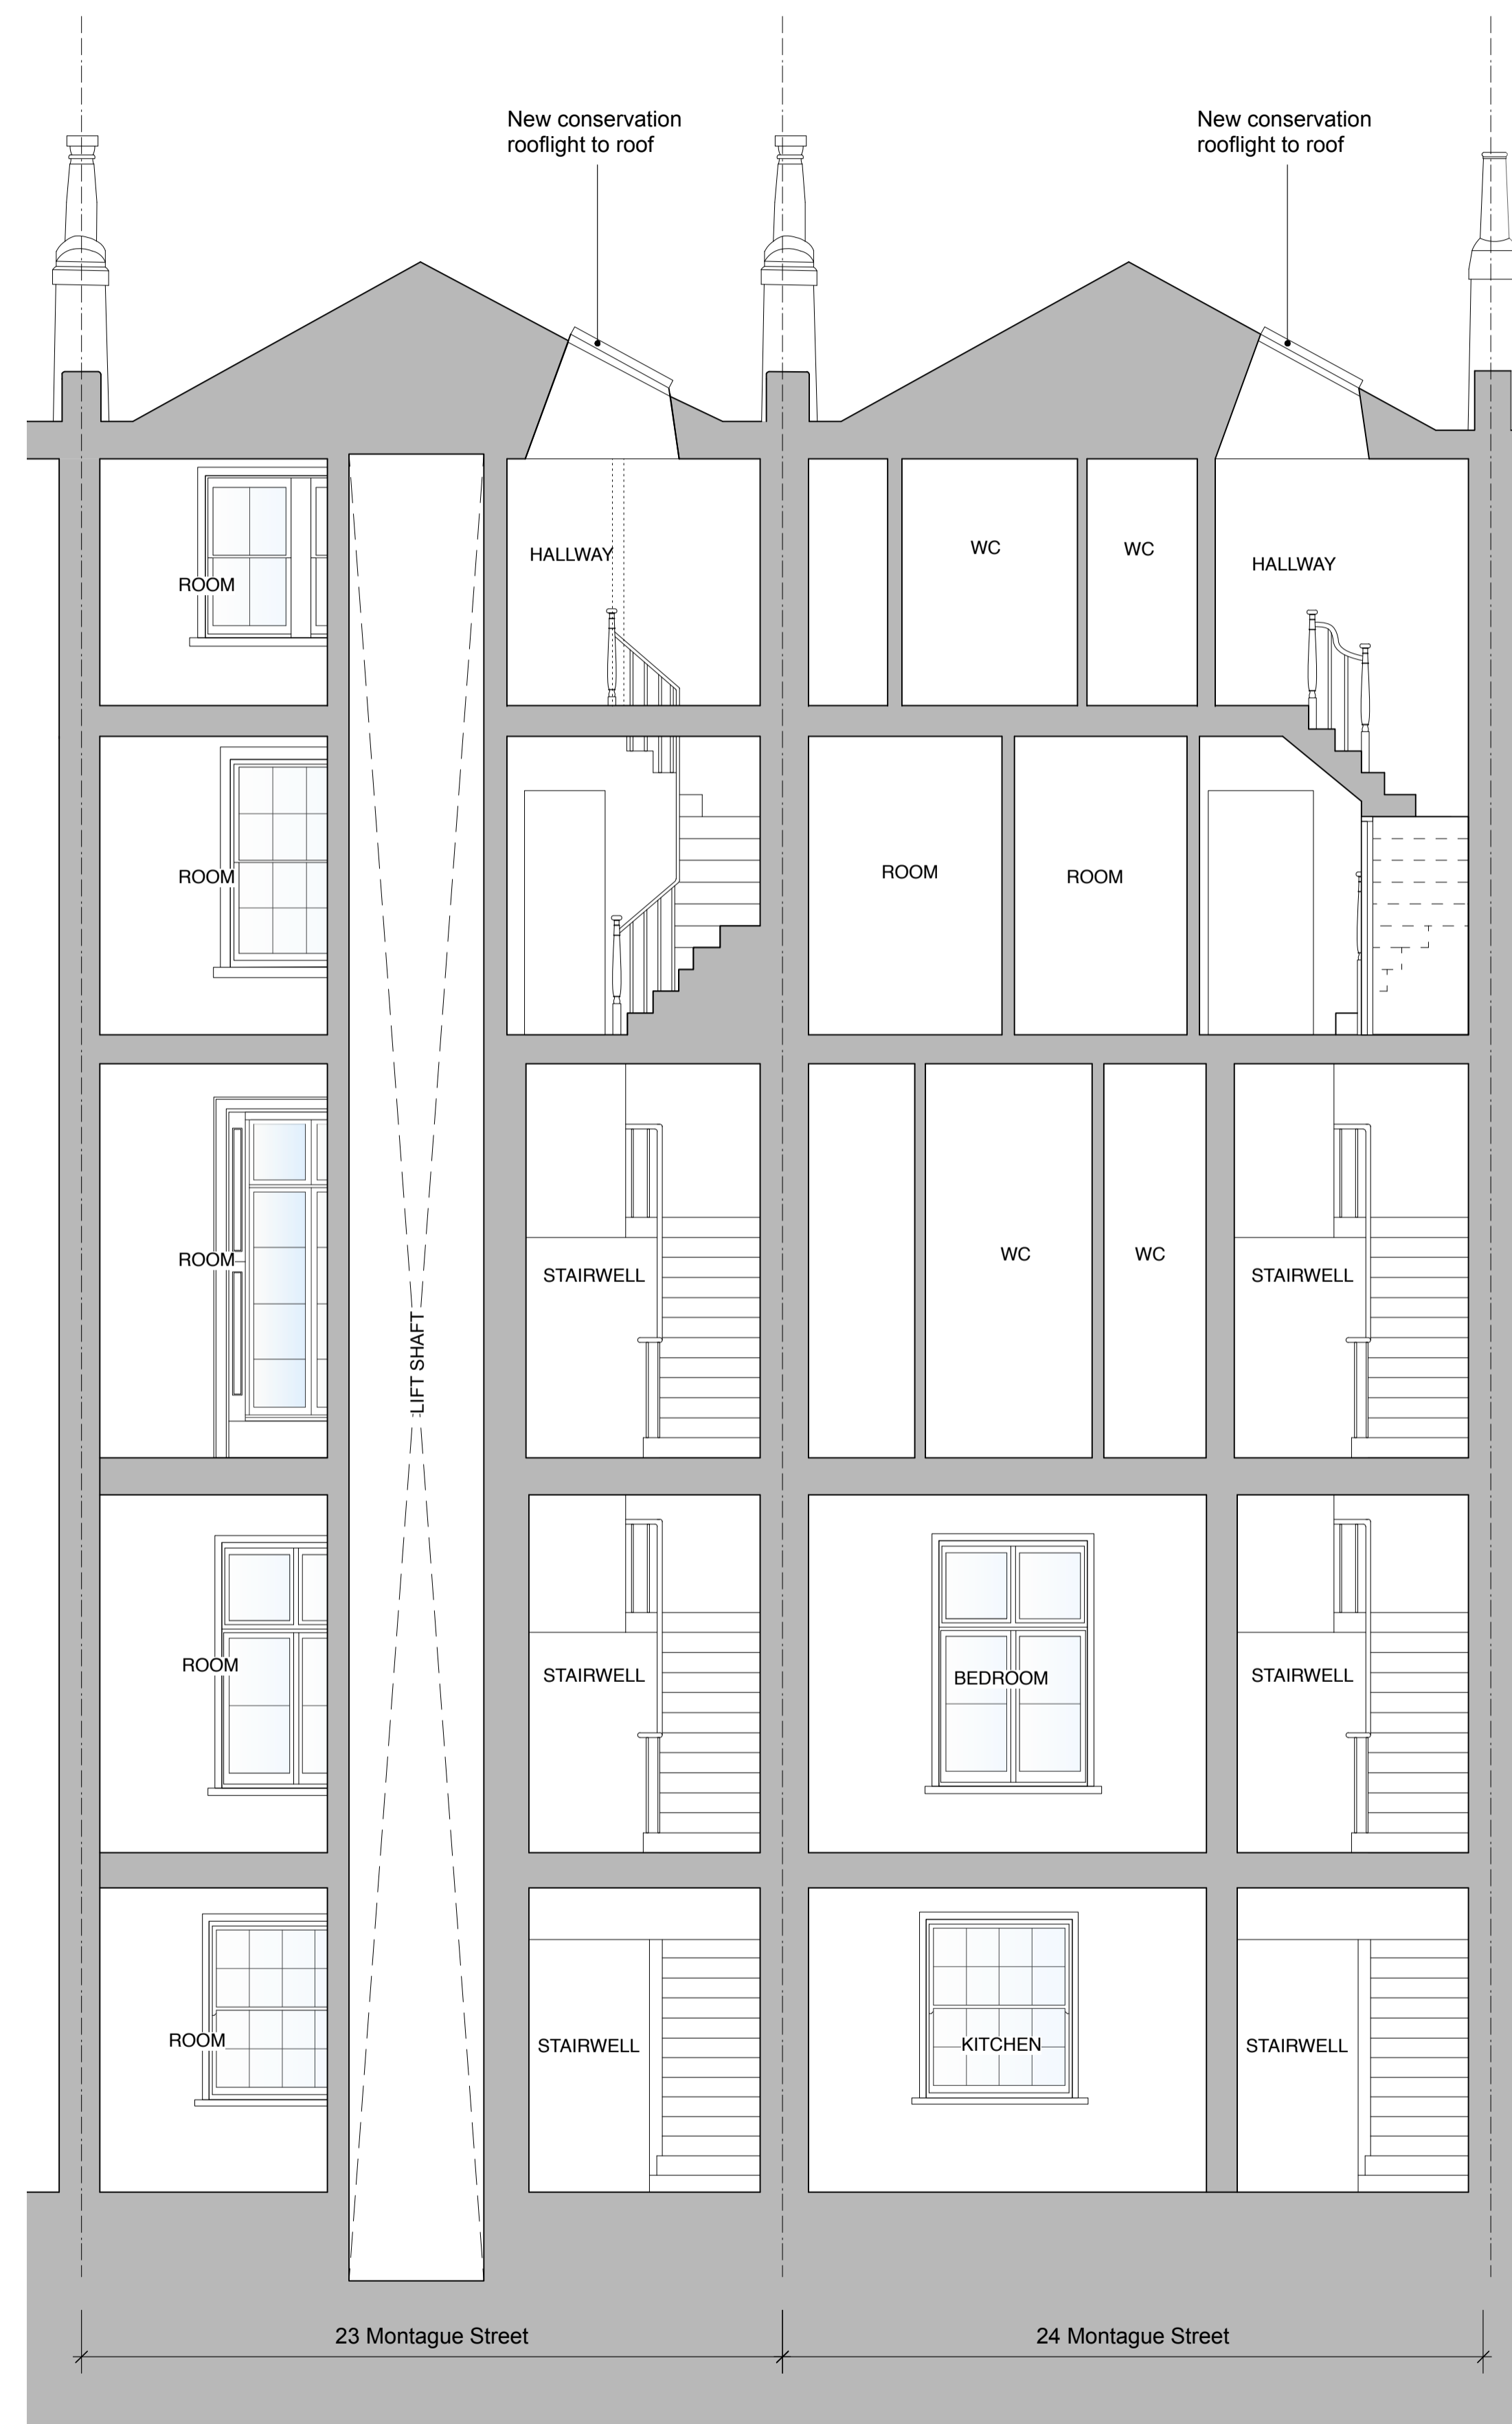 New conservation
rooflight to roof
New conservation
rooflight to roof
ROOM
HALLWAY
WC
WC
HALLWAY
ROOM
ROOM
ROOM
ROOM
LIFT SHAFT
STAIRWELL
WC
WC
STAIRWELL
ROOM
STAIRWELL
BEDROOM
STAIRWELL
ROOM
STAIRWELL
KITCHEN
STAIRWELL
23 Montague Street
24 Montague Street